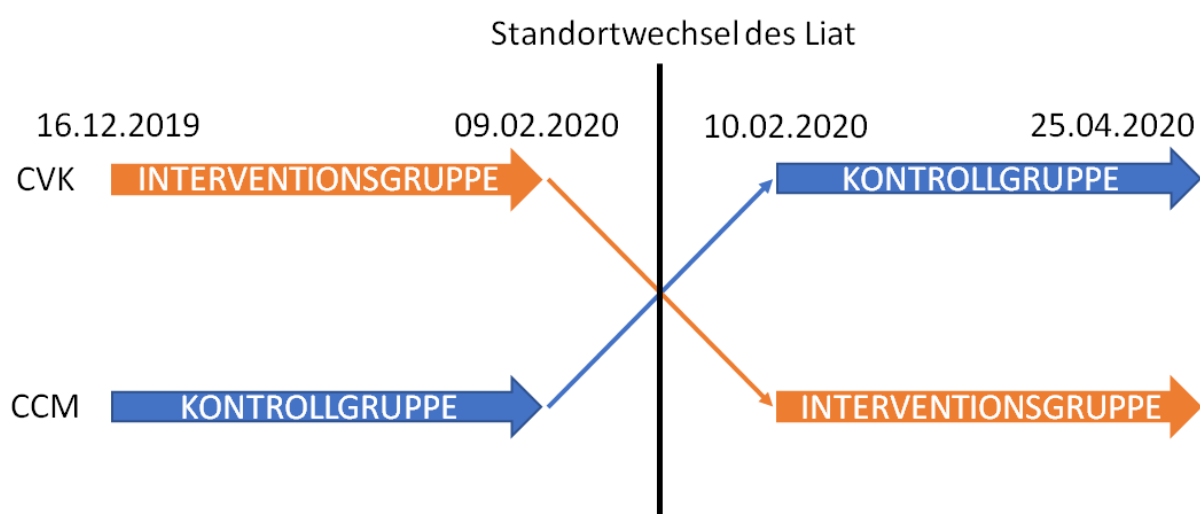 Standortwechsel des Liat
16.12.2019 09.02.2020 10.02.2020 25.04.2020
CVK INTERVENTIONSGRUPPE KONTROLLGRUPPE
CCM KONTROLLGRUPPE INTERVENTIONSGRUPPE